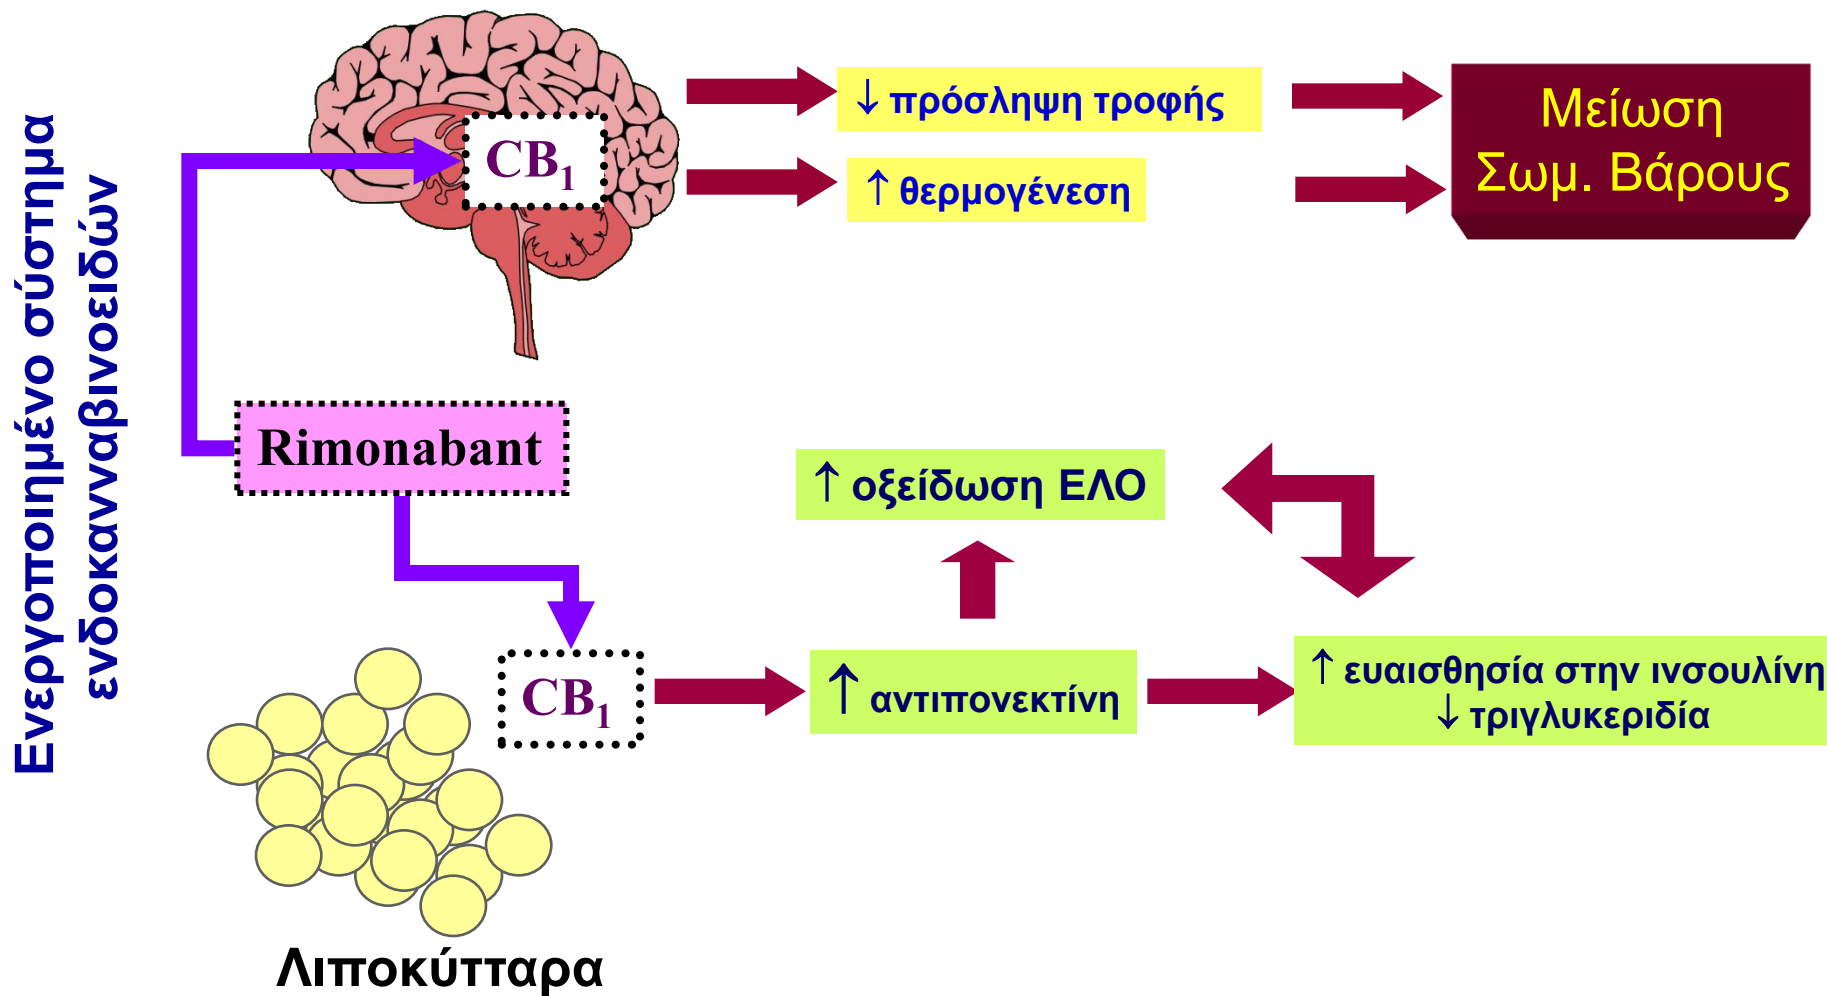 Ενεργοποιημένο σύστημα
ενδοκανναβινοειδών
CB₁
↓ πρόσληψη τροφής
↑ θερμογένεση
Μείωση
Σωμ. Βάρους
Rimonabant
↑ οξείδωση ΕΛΟ
CB₁
↑ αντιπονεκτίνη
↑ ευαισθησία στην ινσουλίνη
↓ τριγλυκεριδία
Λιποκύτταρα